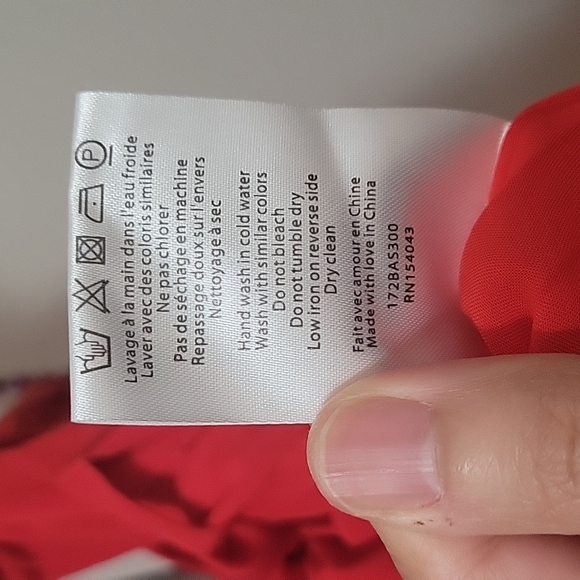 P
Lavage à la main dans l'eau froide
Laver avec des coloris similaires
Ne pas chlorer
Pas de séchage en machine
Repassage doux sur l'envers
Nettoyage à sec
Hand wash in cold water
Wash with similar colors
Do not bleach
Do not tumble dry
Low iron on reverse side
Dry clean
Fait avec amour en Chine
Made with love in China
172BAS300
RN154043